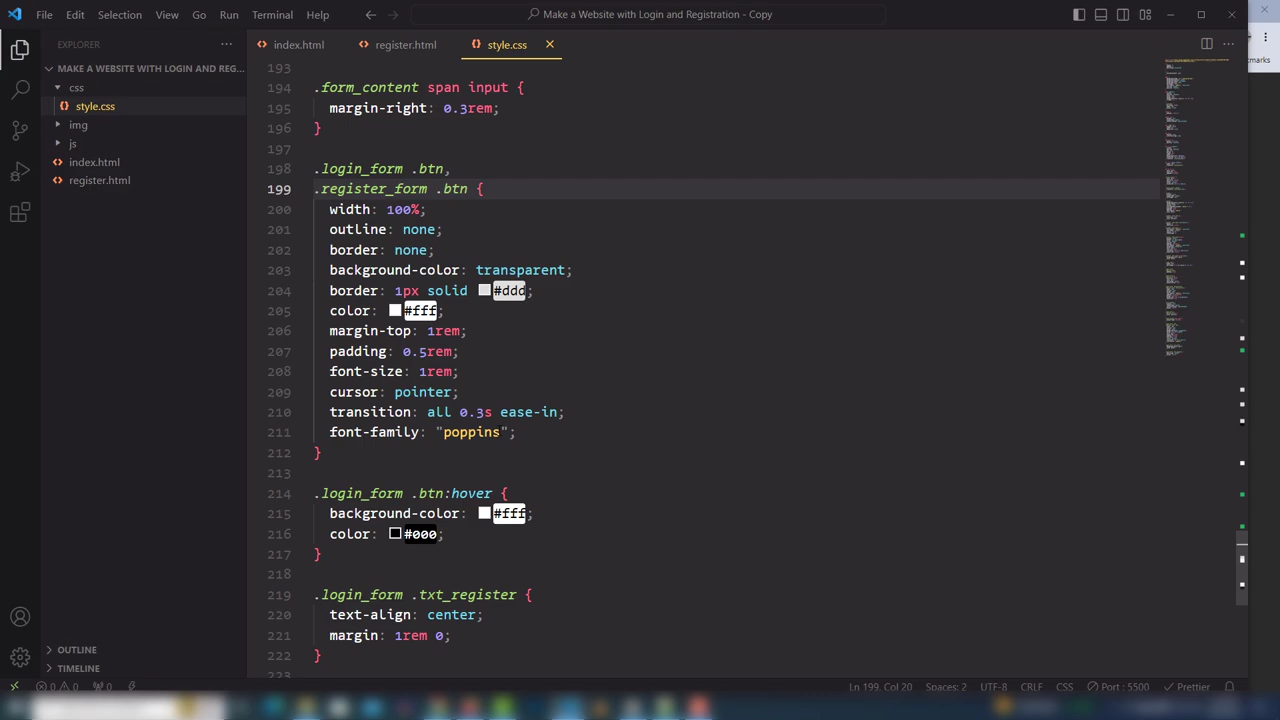 File Edit Selection View Go Run Terminal Help
Make a Website with Login and Registration - Copy
EXPLORER
index.html register.html style.css
MAKE A WEBSITE WITH LOGIN AND REG...
css
style.css
img
js
index.html
register.html
OUTLINE
TIMELINE
193
194 .form_content span input {
195 margin-right: 0.3rem;
196 }
197
198 .login_form .btn,
199 .register_form .btn {
200 width: 100%;
201 outline: none;
202 border: none;
203 background-color: transparent;
204 border: 1px solid #ddd;
205 color: #fff;
206 margin-top: 1rem;
207 padding: 0.5rem;
208 font-size: 1rem;
209 cursor: pointer;
210 transition: all 0.3s ease-in;
211 font-family: "poppins";
212 }
213
214 .login_form .btn:hover {
215 background-color: #fff;
216 color: #000;
217 }
218
219 .login_form .txt_register {
220 text-align: center;
221 margin: 1rem 0;
222 }
223
0 0 0 Ln 199, Col 20 Spaces: 2 UTF-8 CRLF CSS Port : 5500 Prettier